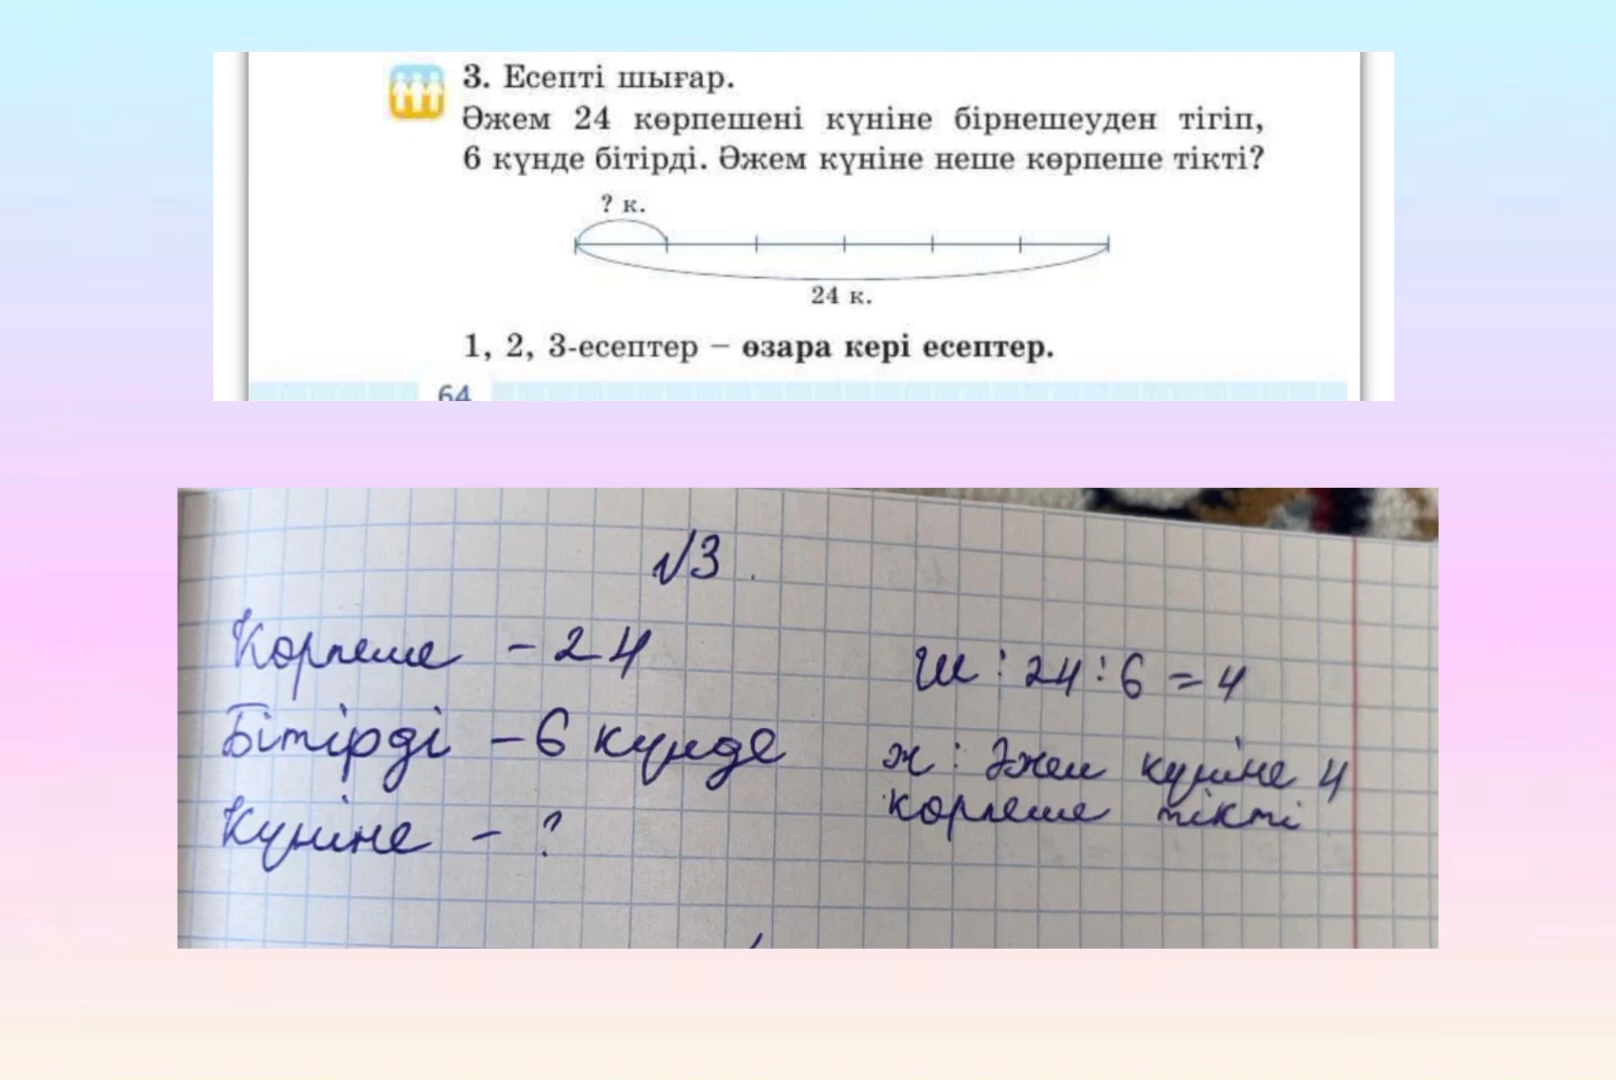 3. Есепті шығар.
Әжем 24 көрпешені күніне бірнешеуден тігіп,
6 күнде бітірді. Әжем күніне неше көрпеше тікті?
? к.
24 к.
1, 2, 3-есептер – өзара кері есептер.
64
№3.
Көрпеше – 24
Бітірді – 6 күнде
Күніне – ?
Ш: 24:6=4
ж: Әжем күніне 4
көрпеше тікті